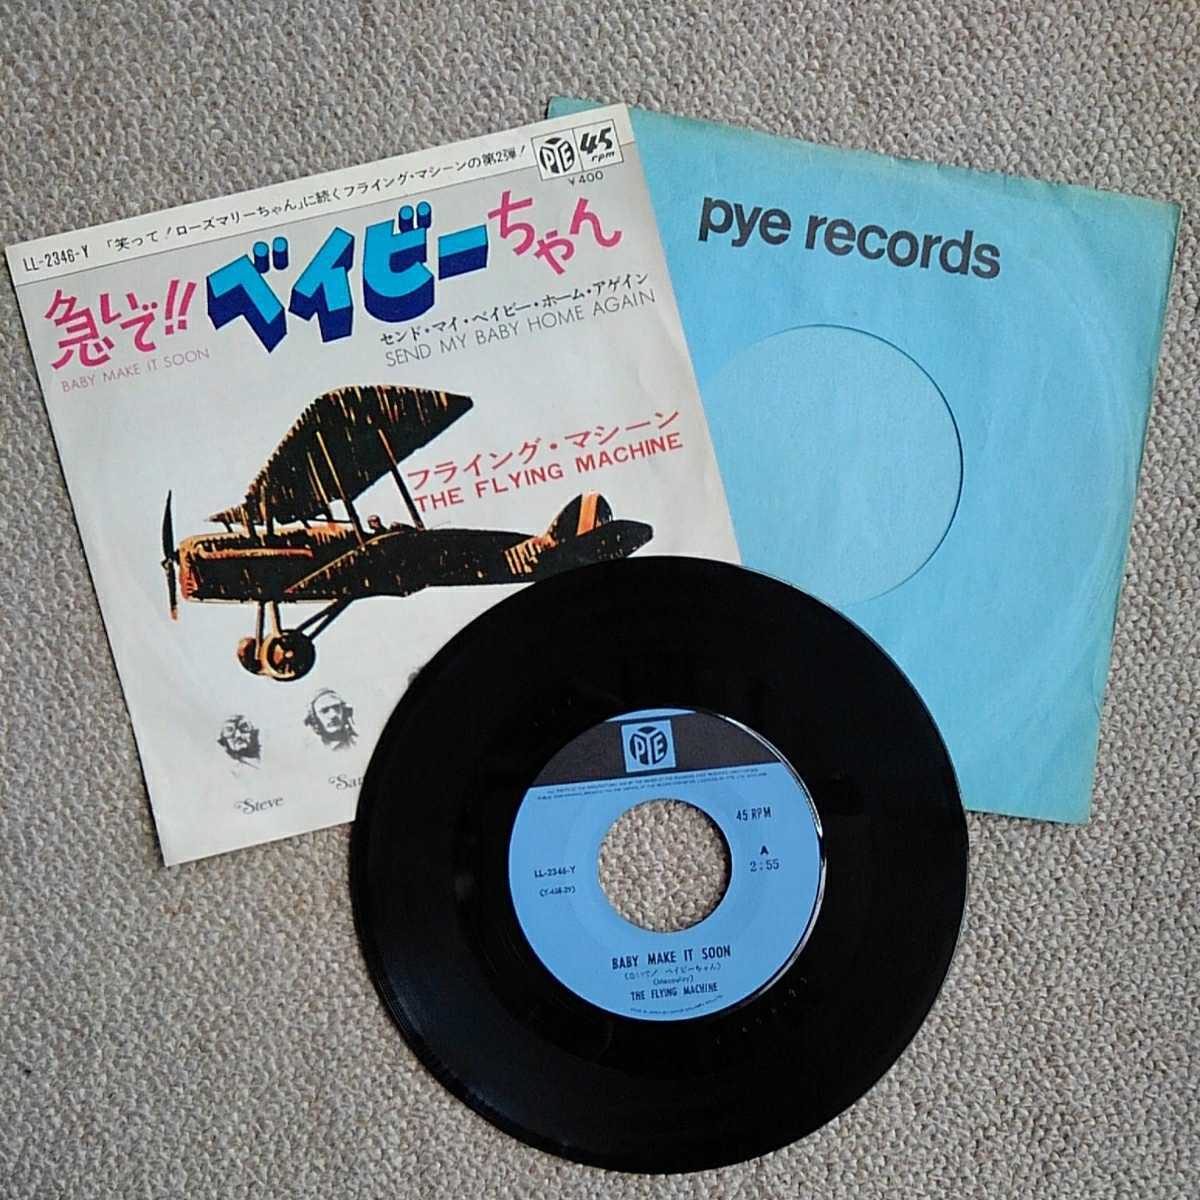 LL-2346-Y
「笑って!ローズマリーちゃん」に続くフライング・マシーンの第2弾!
PYE
45
rpm
¥400
急いで!! ベイビーちゃん
BABY MAKE IT SOON
センド・マイ・ベイビー・ホーム・アゲイン
SEND MY BABY HOME AGAIN
フライング・マシーン
THE FLYING MACHINE
Steve
pye records
PYE
45 RPM
A
2:55
LL-2346-Y
BABY MAKE IT SOON
THE FLYING MACHINE